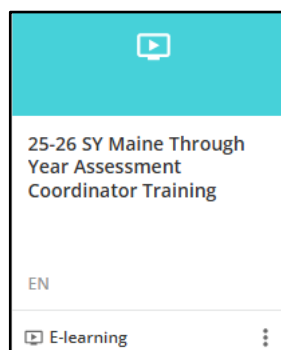 25-26 SY Maine Through
Year Assessment
Coordinator Training
EN
E-learning